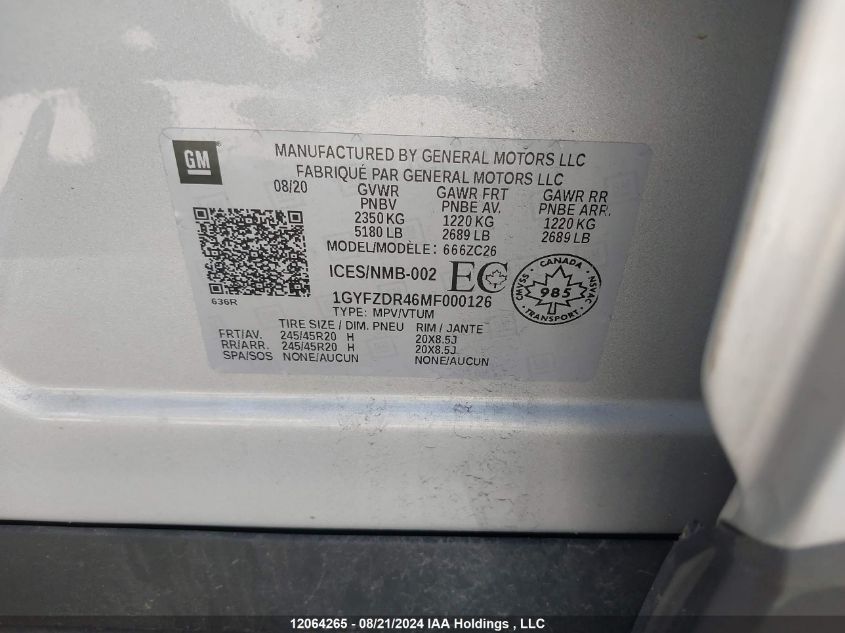 GM
MANUFACTURED BY GENERAL MOTORS LLC
FABRIQUÉ PAR GENERAL MOTORS LLC
08/20 GVWR GAWR FRT GAWR RR
PNBV PNBE AV. PNBE ARR.
2350 KG 1220 KG 1220 KG
5180 LB 2689 LB 2689 LB
MODEL/MODÈLE: 666ZC26
ICES/NMB-002 EC
636R
1GYFZDR46MF000126
TYPE: MPV/VTUM
CANADA
CMVSS 985 NSVAC
TRANSPORT
TIRE SIZE / DIM. PNEU RIM / JANTE
FRT/AV. 245/45R20 H 20X8.5J
RR/ARR. 245/45R20 H 20X8.5J
SPA/SOS NONE/AUCUN NONE/AUCUN
12064265 - 08/21/2024 IAA Holdings , LLC